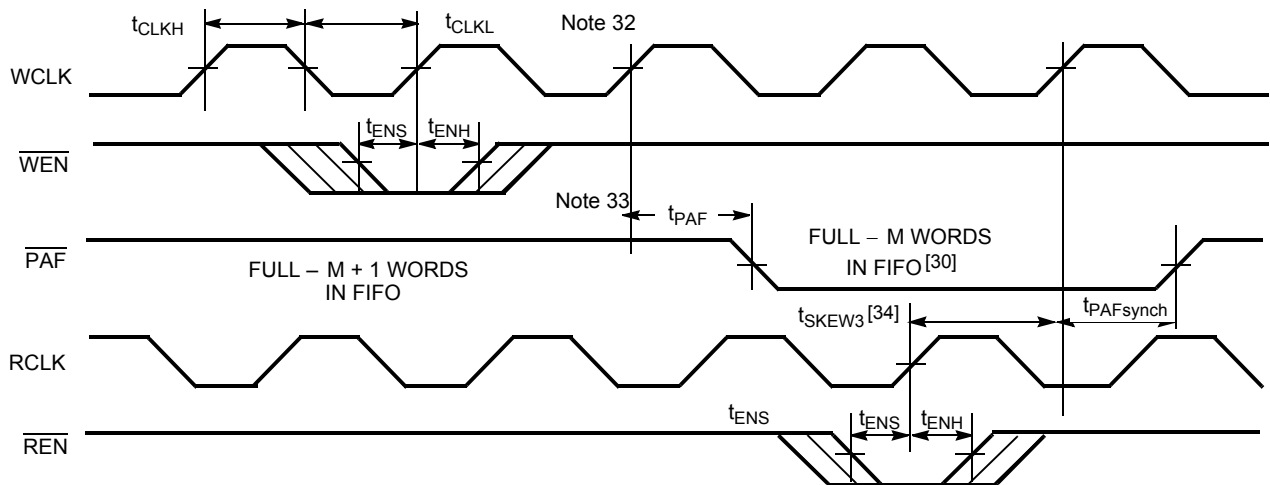 tCLKH
tCLKL
Note 32
WCLK
tENS
tENH
WEN
Note 33
tPAF
PAF
FULL – M + 1 WORDS
IN FIFO
FULL – M WORDS
IN FIFO[30]
tSKEW3[34]
tPAFsynch
RCLK
tENS
tENS
tENH
REN